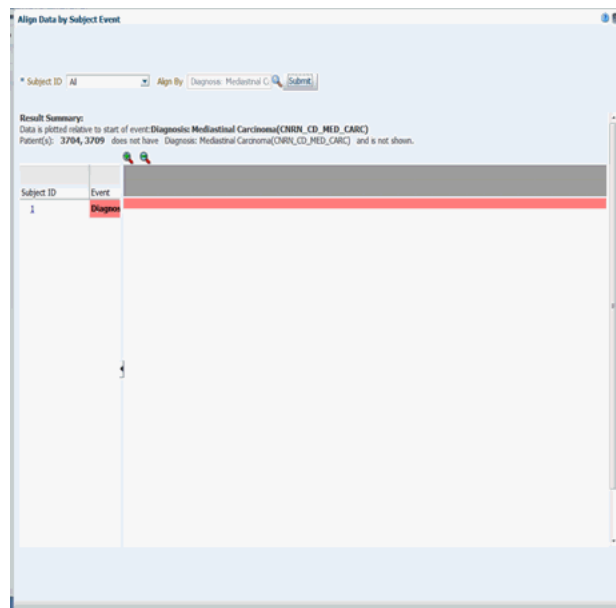 Align Data by Subject Event
* Subject ID All Align By Diagnosis: Mediastinal C Submit
Result Summary:
Data is plotted relative to start of event:Diagnosis: Mediastinal Carcinoma(CNRN_CD_MED_CARC)
Patient(s): 3704, 3709 does not have Diagnosis: Mediastinal Carcinoma(CNRN_CD_MED_CARC) and is not shown.
Subject ID Event
1 Diagnos